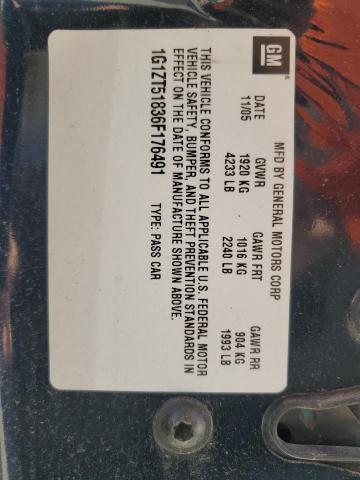 GM
MFD BY GENERAL MOTORS CORP
DATE GVWR GAWR FRT GAWR RR
11/05 1920 KG 1016 KG 904 KG
4233 LB 2240 LB 1993 LB
THIS VEHICLE CONFORMS TO ALL APPLICABLE U.S. FEDERAL MOTOR
VEHICLE SAFETY, BUMPER, AND THEFT PREVENTION STANDARDS IN
EFFECT ON THE DATE OF MANUFACTURE SHOWN ABOVE.
1G1ZT51836F176491 TYPE: PASS CAR